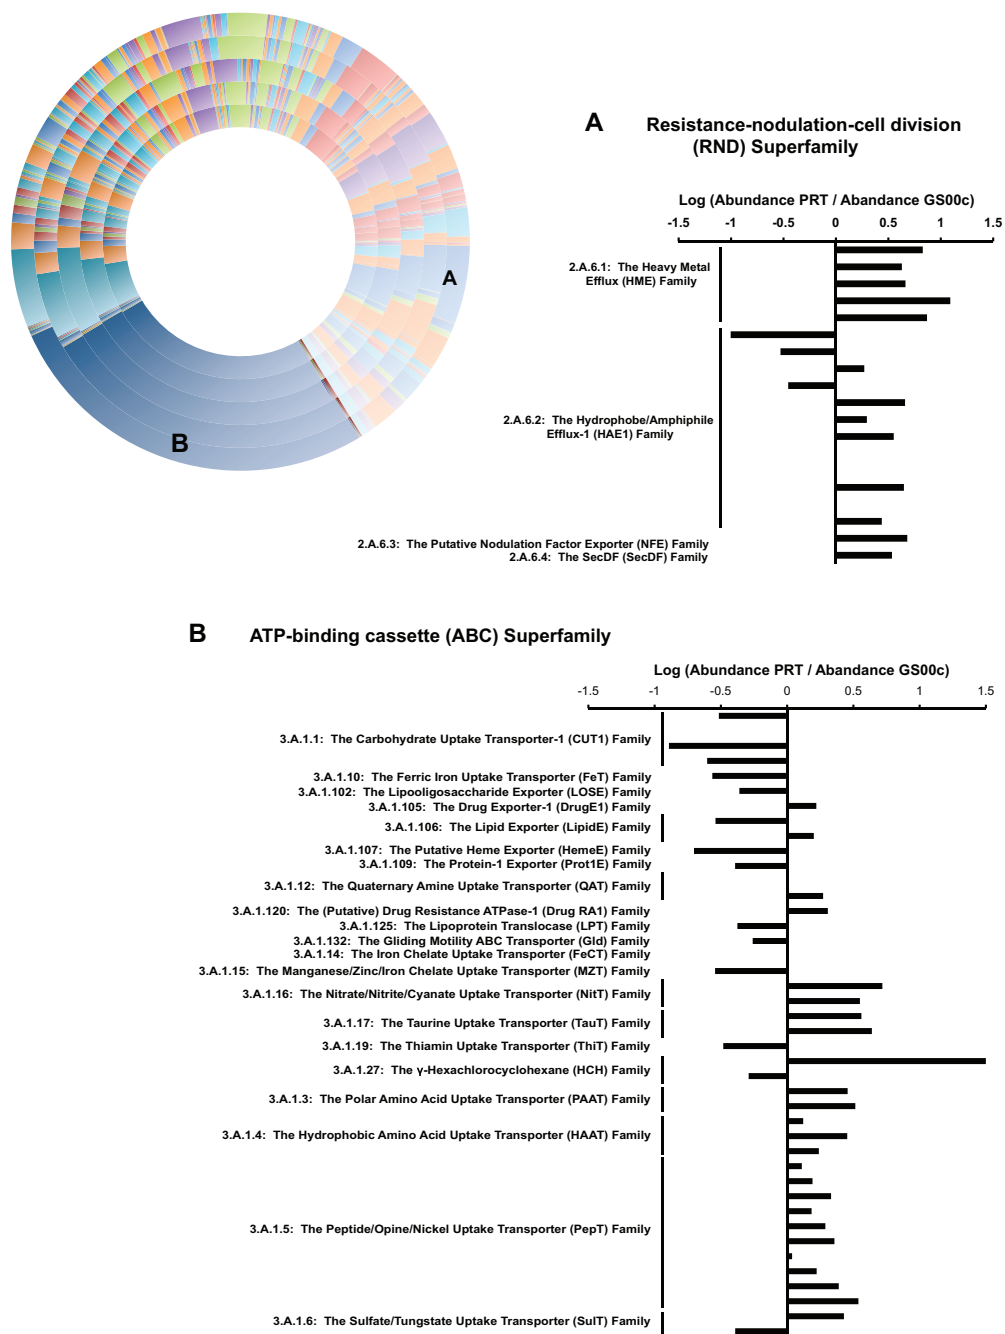 A
B
A Resistance-nodulation-cell division
(RND) Superfamily
Log (Abundance PRT / Abandance GS00c)
-1.5 -1 -0.5 0 0.5 1 1.5
2.A.6.1: The Heavy Metal
Efflux (HME) Family
2.A.6.2: The Hydrophobe/Amphiphile
Efflux-1 (HAE1) Family
2.A.6.3: The Putative Nodulation Factor Exporter (NFE) Family
2.A.6.4: The SecDF (SecDF) Family
B ATP-binding cassette (ABC) Superfamily
Log (Abundance PRT / Abandance GS00c)
-1.5 -1 -0.5 0 0.5 1 1.5
3.A.1.1: The Carbohydrate Uptake Transporter-1 (CUT1) Family
3.A.1.10: The Ferric Iron Uptake Transporter (FeT) Family
3.A.1.102: The Lipooligosaccharide Exporter (LOSE) Family
3.A.1.105: The Drug Exporter-1 (DrugE1) Family
3.A.1.106: The Lipid Exporter (LipidE) Family
3.A.1.107: The Putative Heme Exporter (HemeE) Family
3.A.1.109: The Protein-1 Exporter (Prot1E) Family
3.A.1.12: The Quaternary Amine Uptake Transporter (QAT) Family
3.A.1.120: The (Putative) Drug Resistance ATPase-1 (Drug RA1) Family
3.A.1.125: The Lipoprotein Translocase (LPT) Family
3.A.1.132: The Gliding Motility ABC Transporter (Gld) Family
3.A.1.14: The Iron Chelate Uptake Transporter (FeCT) Family
3.A.1.15: The Manganese/Zinc/Iron Chelate Uptake Transporter (MZT) Family
3.A.1.16: The Nitrate/Nitrite/Cyanate Uptake Transporter (NitT) Family
3.A.1.17: The Taurine Uptake Transporter (TauT) Family
3.A.1.19: The Thiamin Uptake Transporter (ThiT) Family
3.A.1.27: The γ-Hexachlorocyclohexane (HCH) Family
3.A.1.3: The Polar Amino Acid Uptake Transporter (PAAT) Family
3.A.1.4: The Hydrophobic Amino Acid Uptake Transporter (HAAT) Family
3.A.1.5: The Peptide/Opine/Nickel Uptake Transporter (PepT) Family
3.A.1.6: The Sulfate/Tungstate Uptake Transporter (SulT) Family